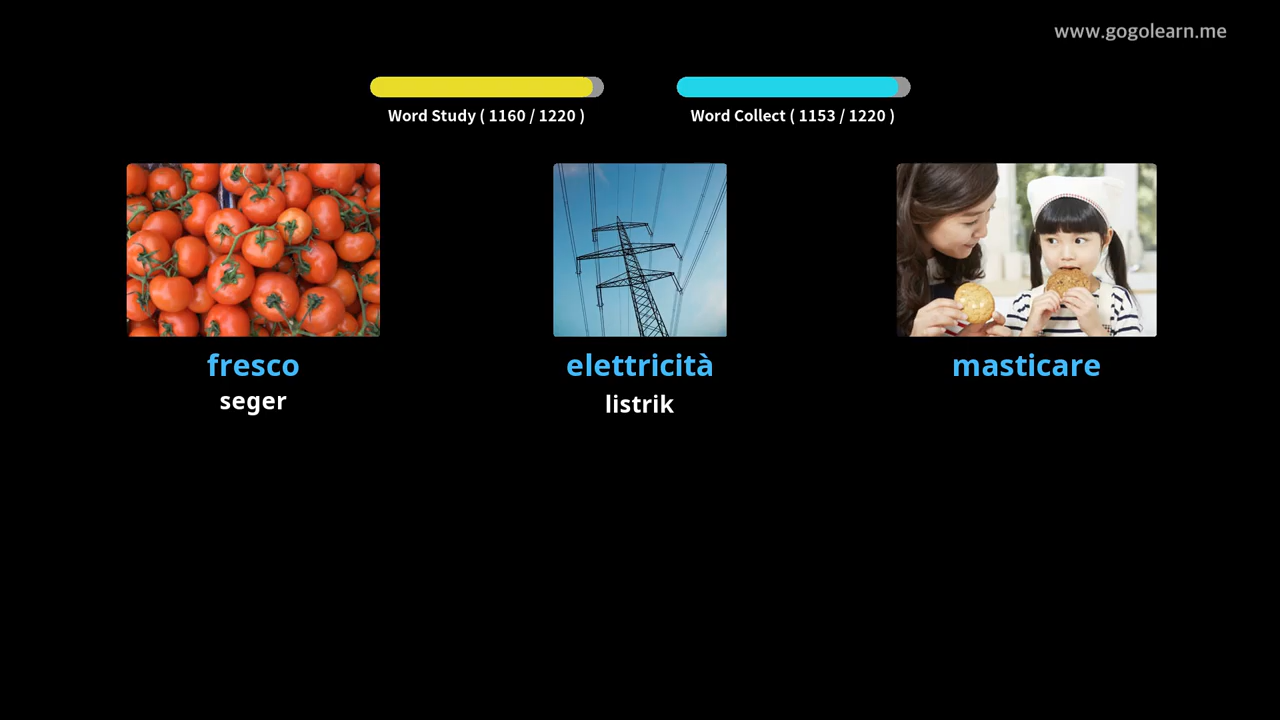 www.gogolearn.me
Word Study ( 1160 / 1220 )
Word Collect ( 1153 / 1220 )
fresco
seger
elettricità
listrik
masticare